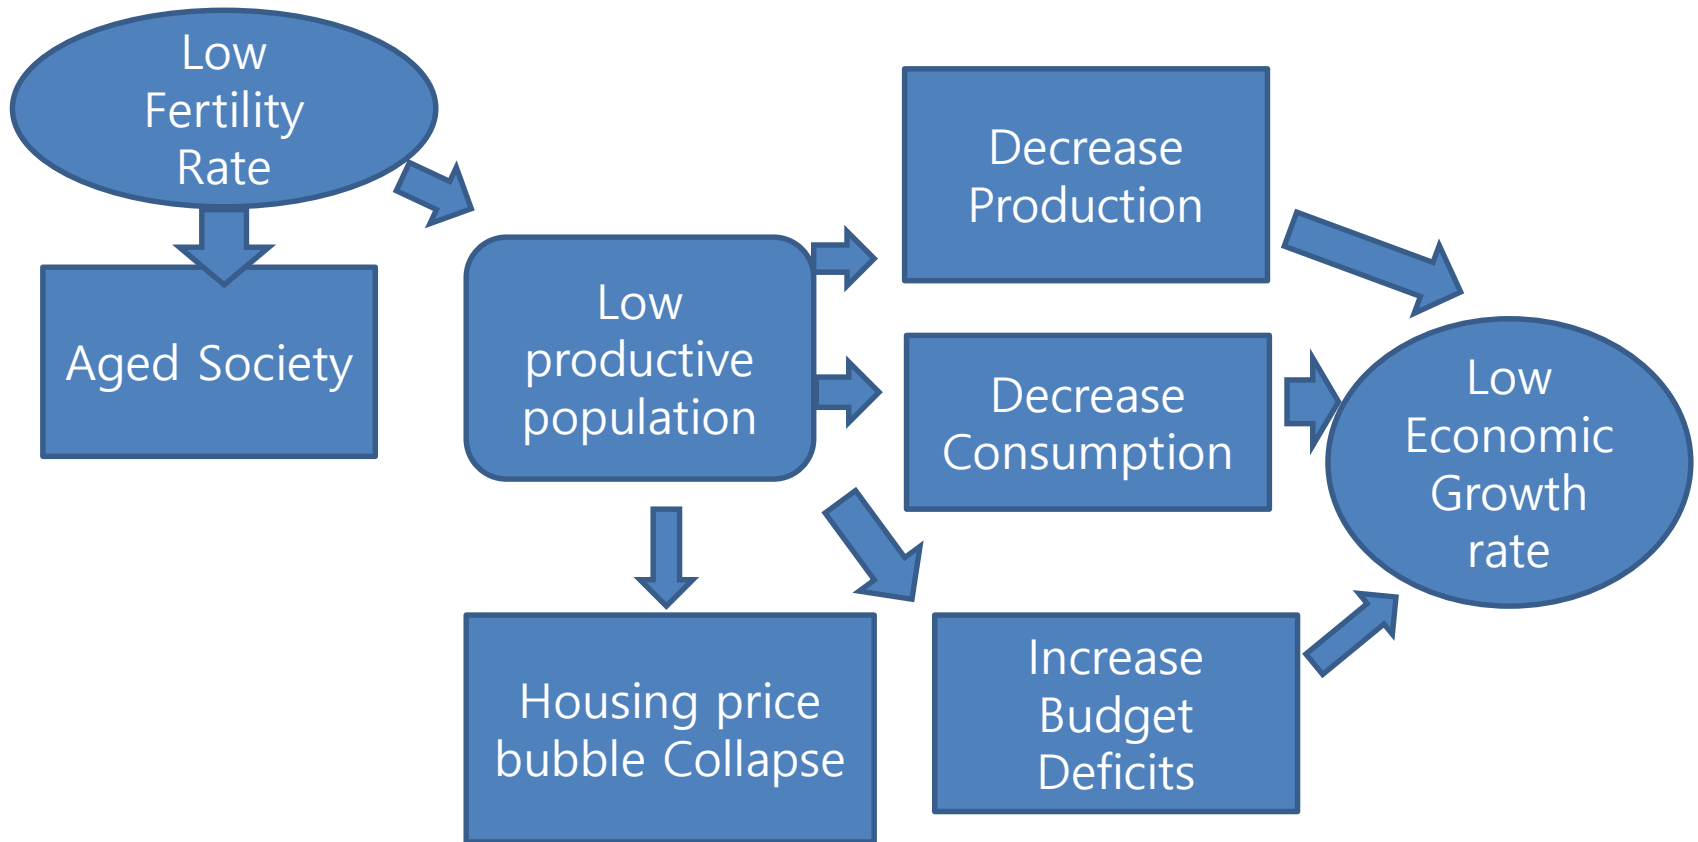 Low
Fertility
Rate
Aged Society
Low
productive
population
Decrease
Production
Decrease
Consumption
Low
Economic
Growth
rate
Housing price
bubble Collapse
Increase
Budget
Deficits